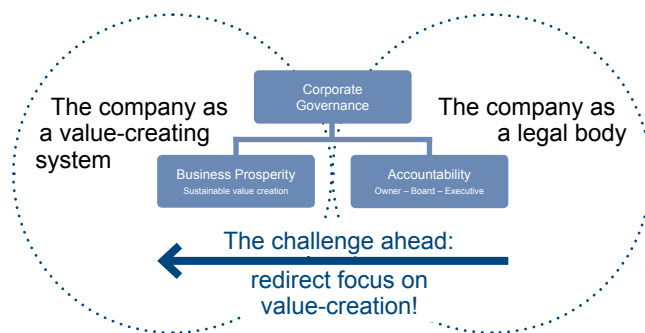 Corporate
Governance
The company as
a value-creating
system
The company as
a legal body
Business Prosperity
Sustainable value creation
Accountability
Owner – Board – Executive
The challenge ahead:
redirect focus on
value-creation!